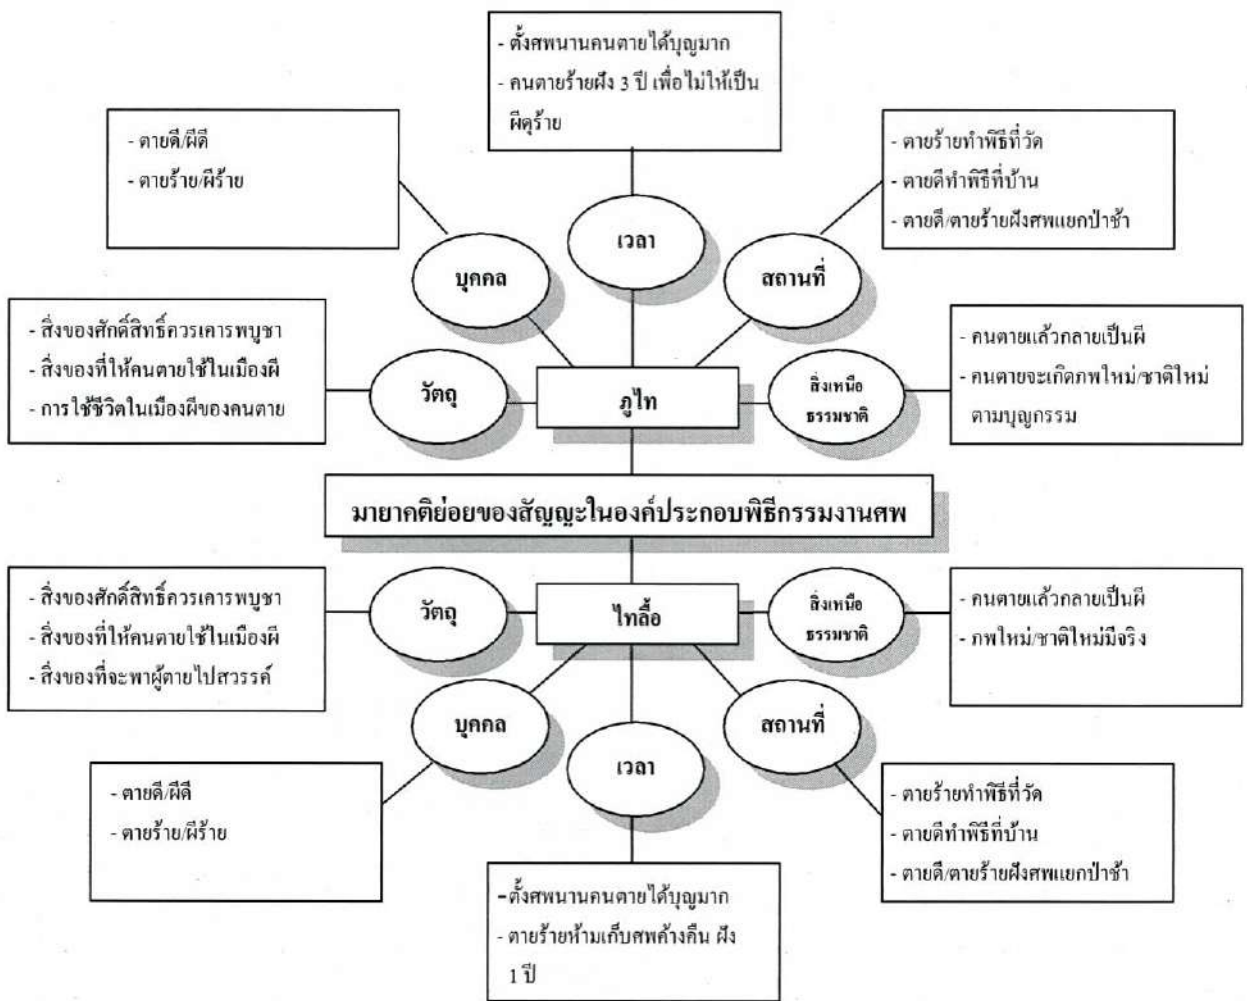 - ตั้งศพนานคนตายได้บุญมาก
- คนตายร้ายฝัง 3 ปี เพื่อไม่ให้เป็น
ผีดุร้าย
- ตายดี/ผีดี
- ตายร้าย/ผีร้าย
- ตายร้ายทำพิธีที่วัด
- ตายดีทำพิธีที่บ้าน
- ตายดี/ตายร้ายฝังศพแยกป่าช้า
เวลา
บุคคล
สถานที่
- สิ่งของศักดิ์สิทธิ์ควรเคารพบูชา
- สิ่งของที่ให้คนตายใช้ในเมืองผี
- การใช้ชีวิตในเมืองผีของคนตาย
วัตถุ
ภูไท
สิ่งเหนือ
ธรรมชาติ
- คนตายแล้วกลายเป็นผี
- คนตายจะเกิดภพใหม่/ชาติใหม่
ตามบุญกรรม
มายาคติย่อยของสัญญะในองค์ประกอบพิธีกรรมงานศพ
- สิ่งของศักดิ์สิทธิ์ควรเคารพบูชา
- สิ่งของที่ให้คนตายใช้ในเมืองผี
- สิ่งของที่จะพาผู้ตายไปสวรรค์
วัตถุ
ไทลื้อ
สิ่งเหนือ
ธรรมชาติ
- คนตายแล้วกลายเป็นผี
- ภพใหม่/ชาติใหม่มีจริง
บุคคล
เวลา
สถานที่
- ตายดี/ผีดี
- ตายร้าย/ผีร้าย
- ตายร้ายทำพิธีที่วัด
- ตายดีทำพิธีที่บ้าน
- ตายดี/ตายร้ายฝังศพแยกป่าช้า
- ตั้งศพนานคนตายได้บุญมาก
- ตายร้ายห้ามเก็บศพค้างคืน ฝัง
1 ปี